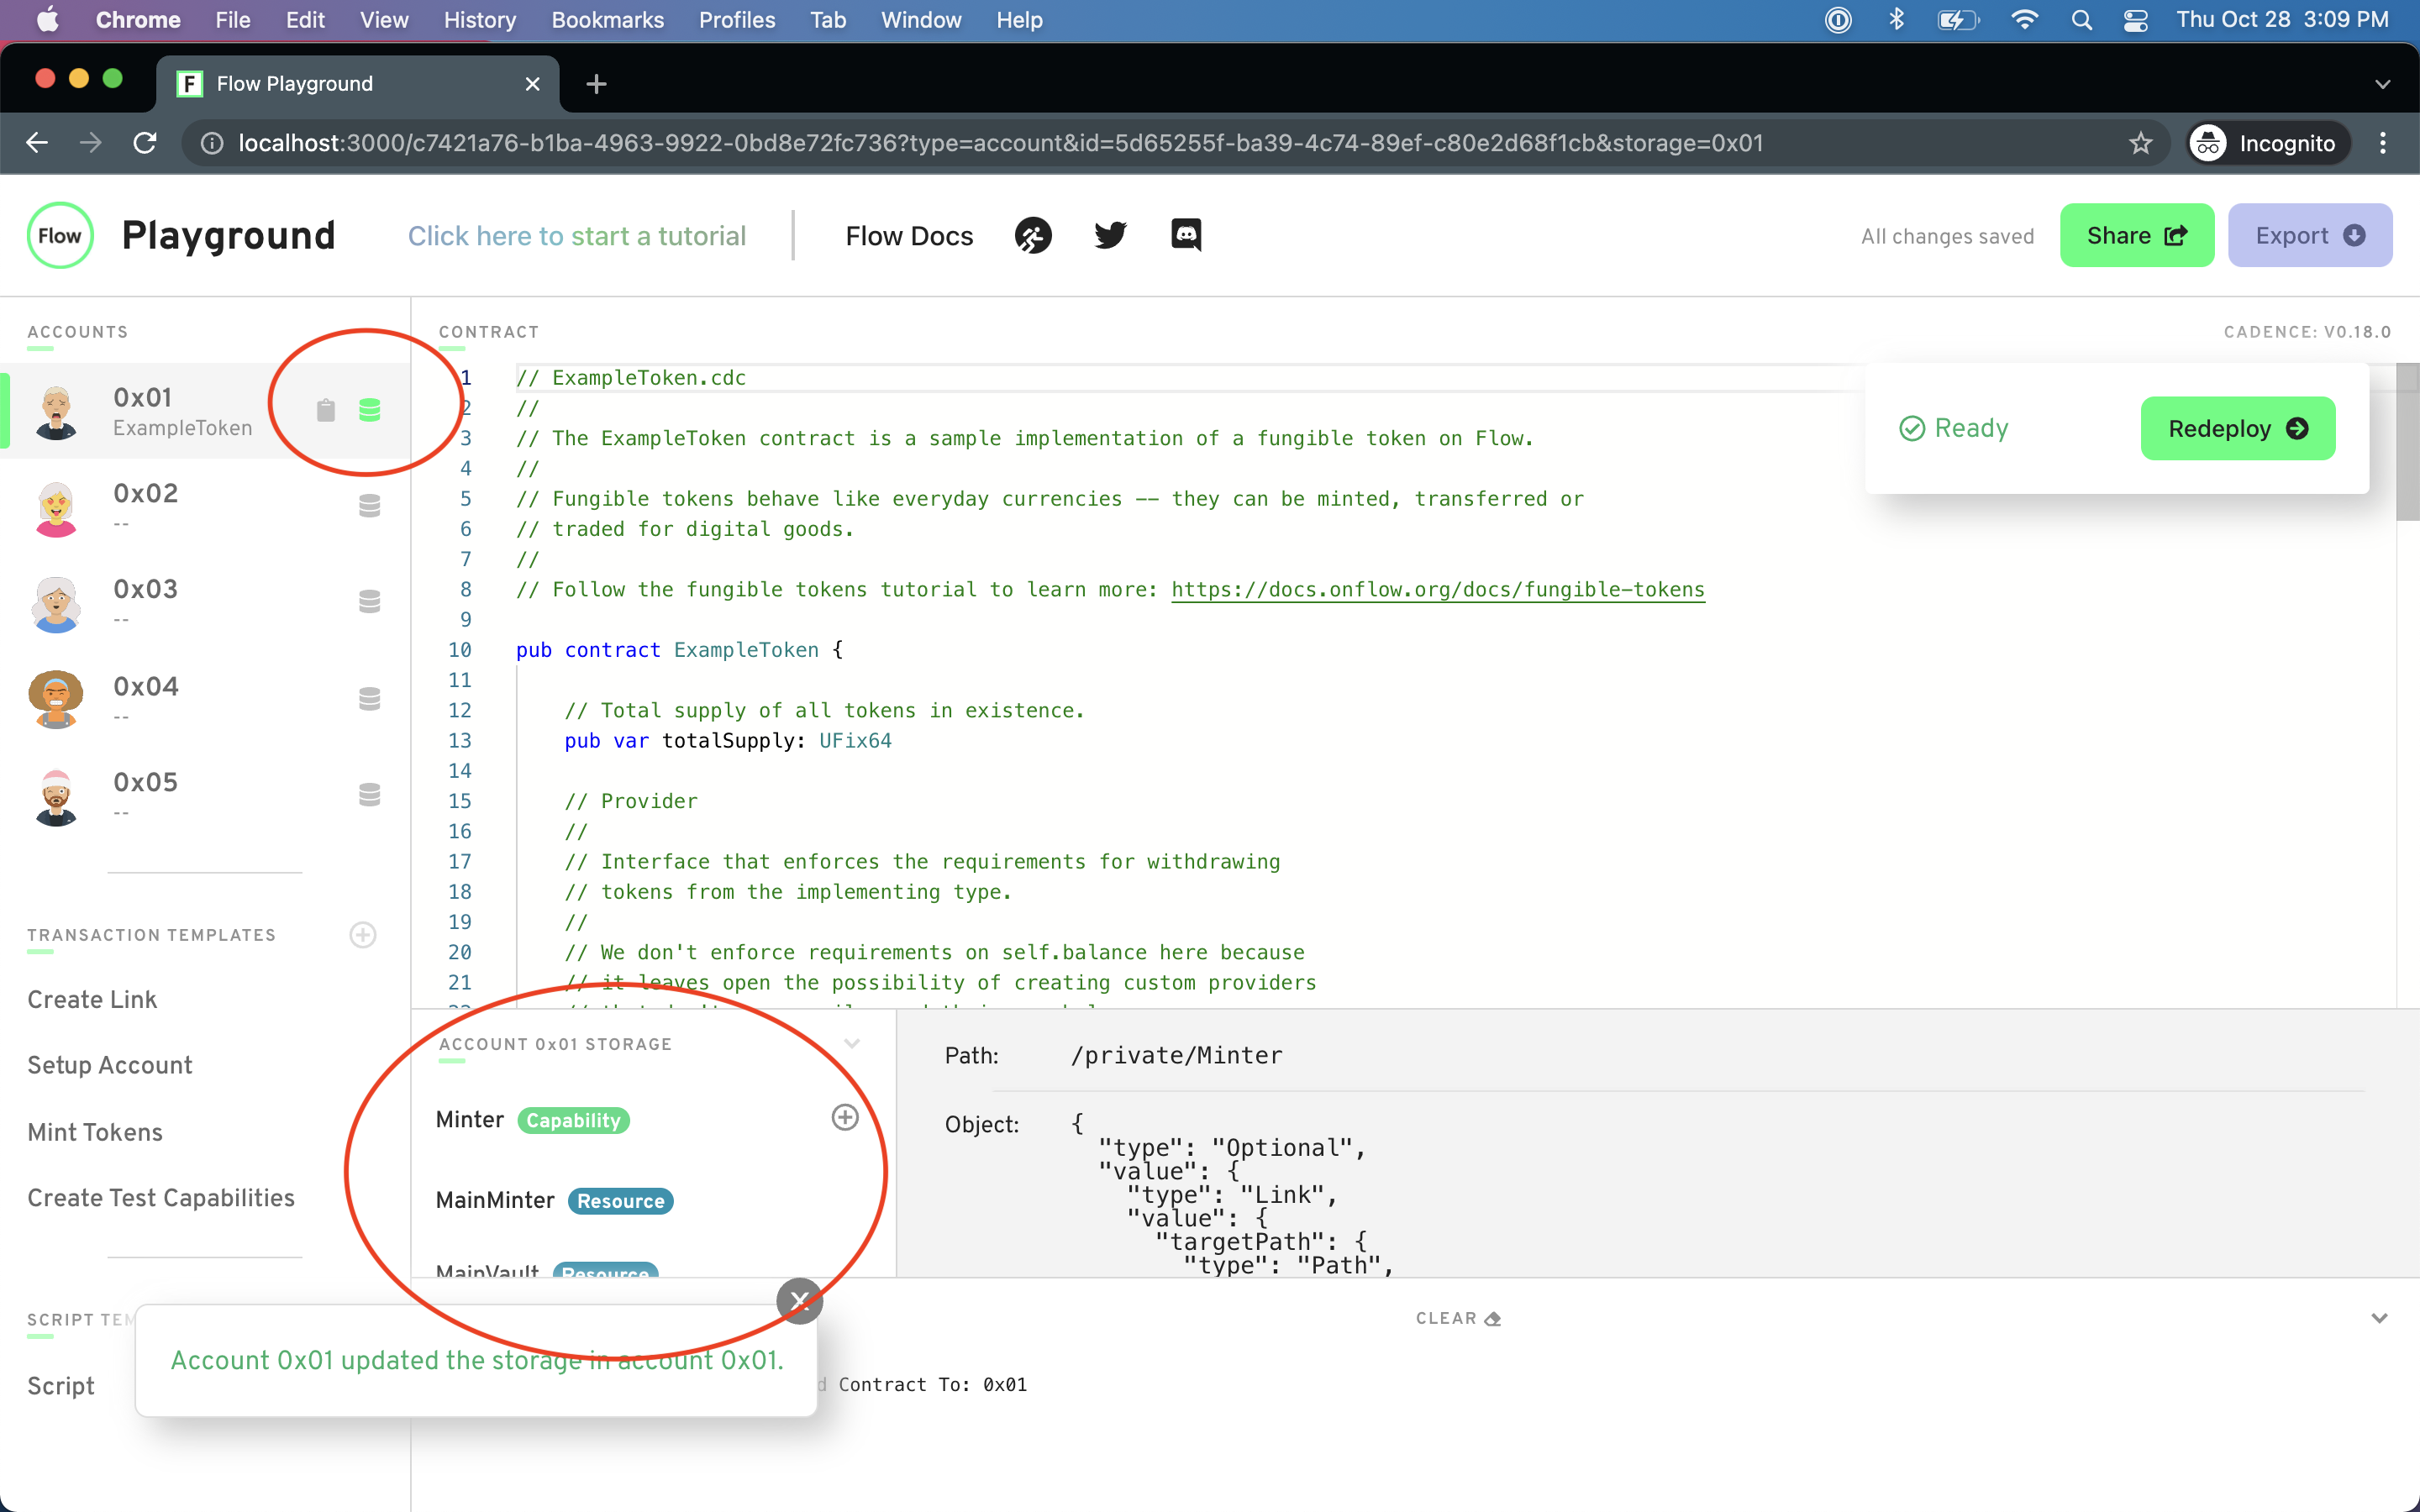 Chrome File Edit View History Bookmarks Profiles Tab Window Help Thu Oct 28 3:09 PM
F Flow Playground
localhost:3000/c7421a76-b1ba-4963-9922-0bd8e72fc736?type=account&id=5d65255f-ba39-4c74-89ef-c80e2d68f1cb&storage=0x01 Incognito
Flow Playground Click here to start a tutorial Flow Docs All changes saved Share Export
ACCOUNTS
0x01
ExampleToken
0x02
--
0x03
--
0x04
--
0x05
--
TRANSACTION TEMPLATES
Create Link
Setup Account
Mint Tokens
Create Test Capabilities
SCRIPT TEM
Script
CONTRACT CADENCE: V0.18.0
Ready Redeploy
1 // ExampleToken.cdc
2 //
3 // The ExampleToken contract is a sample implementation of a fungible token on Flow.
4 //
5 // Fungible tokens behave like everyday currencies -- they can be minted, transferred or
6 // traded for digital goods.
7 //
8 // Follow the fungible tokens tutorial to learn more: https://docs.onflow.org/docs/fungible-tokens
9
10 pub contract ExampleToken {
11
12 // Total supply of all tokens in existence.
13 pub var totalSupply: UFix64
14
15 // Provider
16 //
17 // Interface that enforces the requirements for withdrawing
18 // tokens from the implementing type.
19 //
20 // We don't enforce requirements on self.balance here because
21 // it leaves open the possibility of creating custom providers
ACCOUNT 0x01 STORAGE
Minter Capability
MainMinter Resource
MainVault Resource
Path: /private/Minter
Object: {
"type": "Optional",
"value": {
"type": "Link",
"value": {
"targetPath": {
"type": "Path",
CLEAR
X
Account 0x01 updated the storage in account 0x01.
d Contract To: 0x01